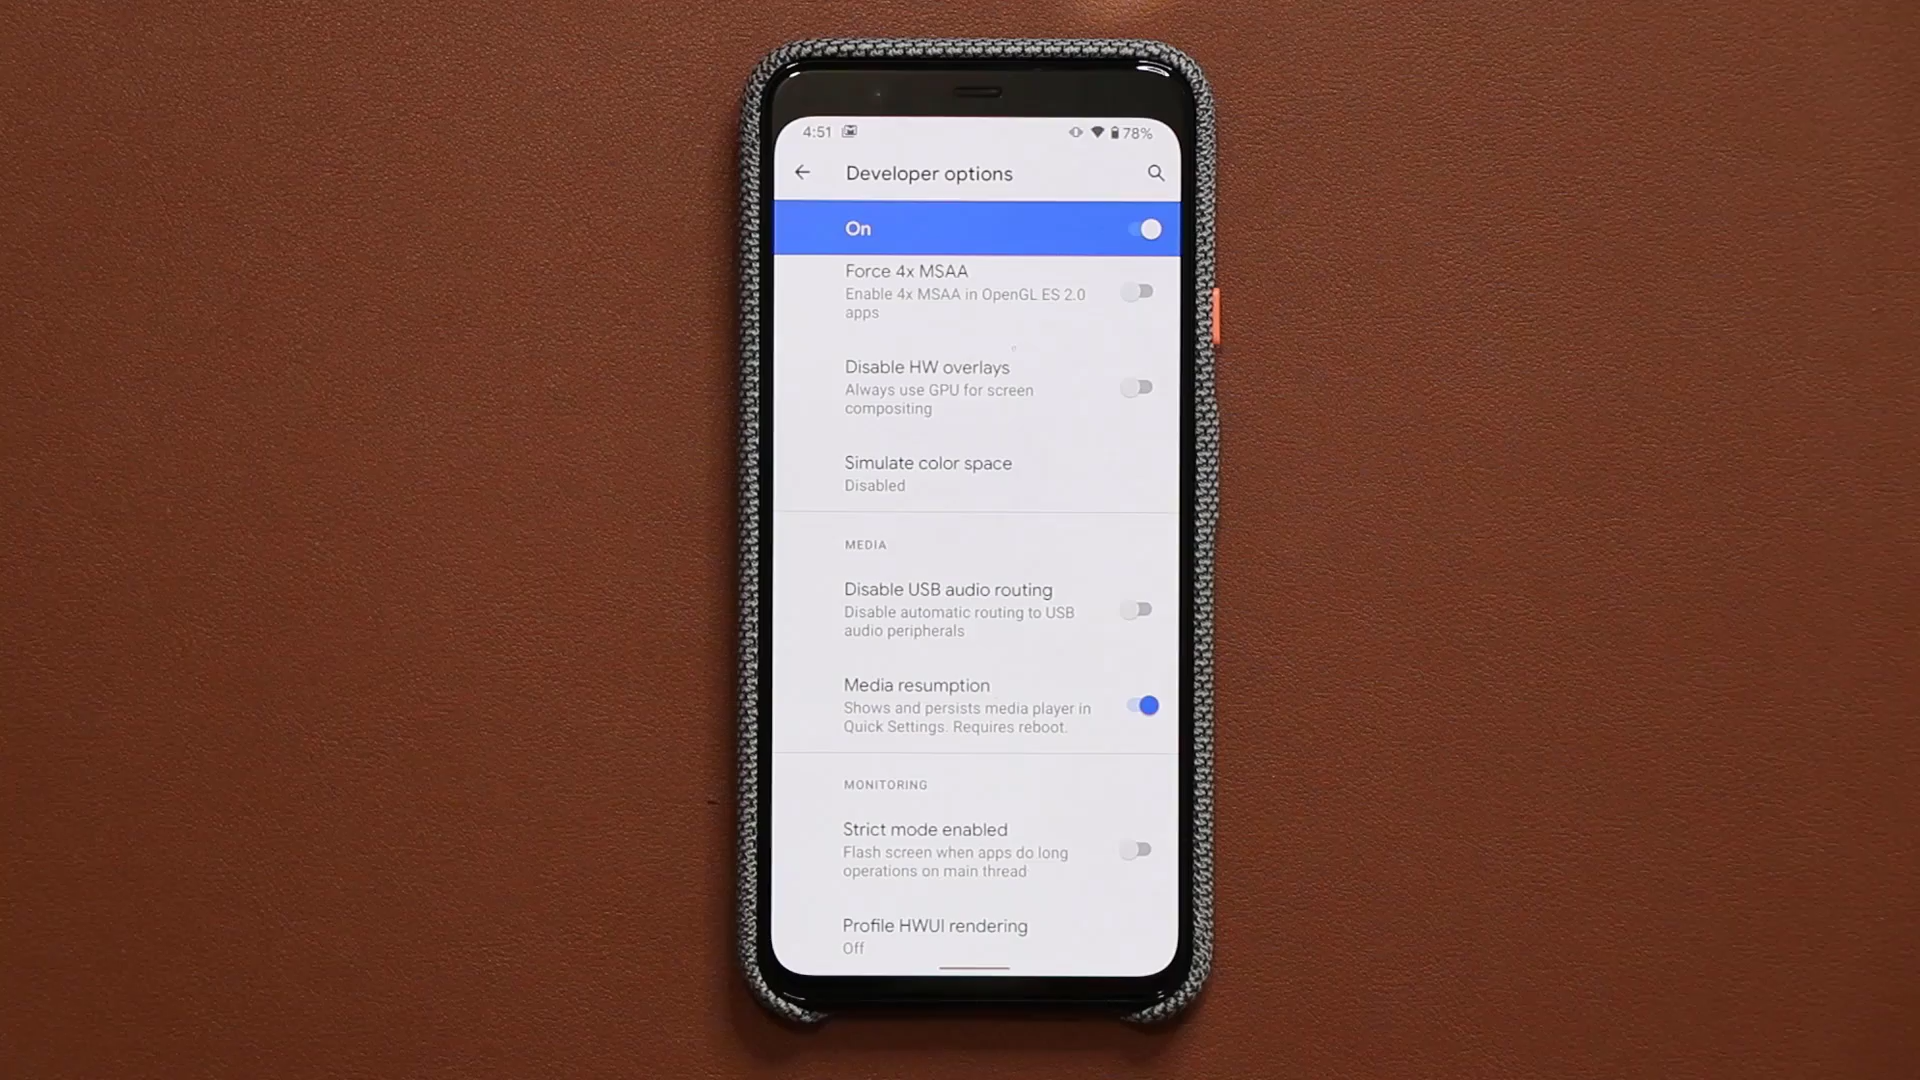 4:51 78%
Developer options
On
Force 4x MSAA
Enable 4x MSAA in OpenGL ES 2.0
apps
Disable HW overlays
Always use GPU for screen
compositing
Simulate color space
Disabled
MEDIA
Disable USB audio routing
Disable automatic routing to USB
audio peripherals
Media resumption
Shows and persists media player in
Quick Settings. Requires reboot.
MONITORING
Strict mode enabled
Flash screen when apps do long
operations on main thread
Profile HWUI rendering
Off